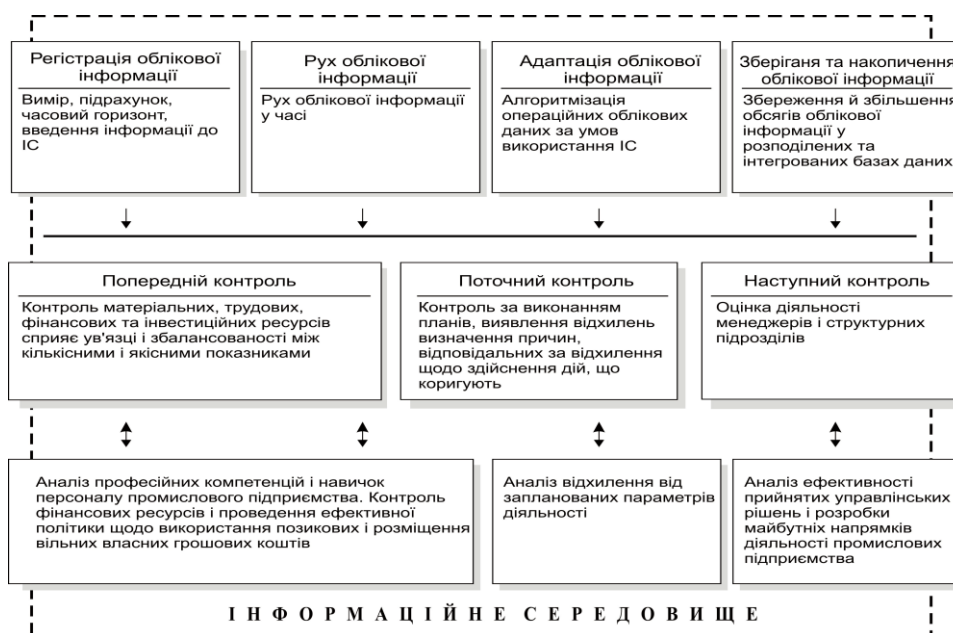 Регістрація облікової
інформації
Вимір, підрахунок,
часовий горизонт,
введення інформації до
ІС
Рух облікової
інформації
Рух облікової інформації
у часі
Адаптація облікової
інформації
Алгоритмізація
операційних облікових
даних за умов
використання ІС
Зберіганя та накопичення
облікової інформації
Збереження й збільшення
обсягів облікової
інформації у
розподілених та
інтегрованих базах даних
Попередній контроль
Контроль матеріальних, трудових,
фінансових та інвестиційних ресурсів
сприяє ув'язці і збалансованості між
кількісними і якісними показниками
Поточний контроль
Контроль за виконанням
планів, виявлення відхилень
визначення причин,
відповідальних за відхилення
щодо здійснення дій, що
коригують
Наступний контроль
Оцінка діяльності
менеджерів і структурних
підрозділів
Аналіз професійних компетенцій і навичок
персоналу промислового підприємства. Контроль
фінансових ресурсів і проведення ефективної
політики щодо використання позикових і розміщення
вільних власних грошових коштів
Аналіз відхилення від
запланованих параметрів
діяльності
Аналіз ефективності
прийнятих управлінських
рішень і розробки
майбутніх напрямків
діяльності промислових
підприємства
І Н Ф О Р М А Ц І Й Н Е С Е Р Е Д О В И Щ Е